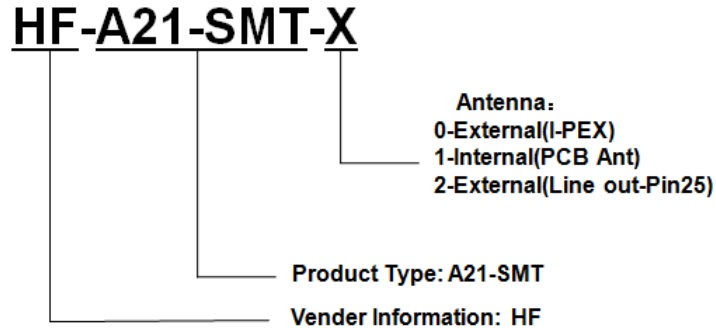 HF-A21-SMT-X
Antenna：
0-External(I-PEX)
1-Internal(PCB Ant)
2-External(Line out-Pin25)
Product Type: A21-SMT
Vender Information: HF